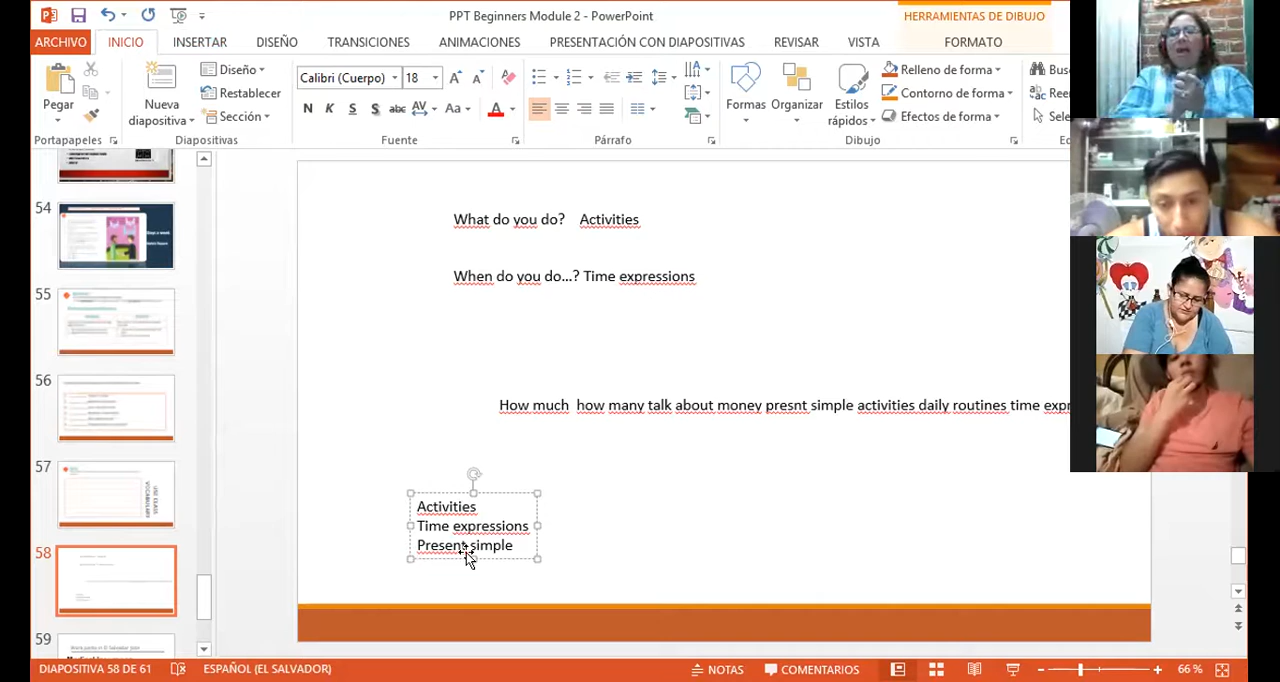 PPT Beginners Module 2 - PowerPoint
HERRAMIENTAS DE DIBUJO
ARCHIVO INICIO INSERTAR DISEÑO TRANSICIONES ANIMACIONES PRESENTACIÓN CON DIAPOSITIVAS REVISAR VISTA FORMATO
Pegar
Nueva diapositiva
Diseño
Restablecer
Sección
Calibri (Cuerpo) 18
N K S S abc AV Aa A
Formas Organizar Estilos rápidos
Relleno de forma
Contorno de forma
Efectos de forma
Portapapeles Diapositivas Fuente Párrafo Dibujo
54
55
56
57
58
59
What do you do? Activities
When do you do...? Time expressions
How much how many talk about money presnt simple activities daily routines time expr
Activities
Time expressions
Present simple
DIAPOSITIVA 58 DE 61 ESPAÑOL (EL SALVADOR) NOTAS COMENTARIOS 66 %